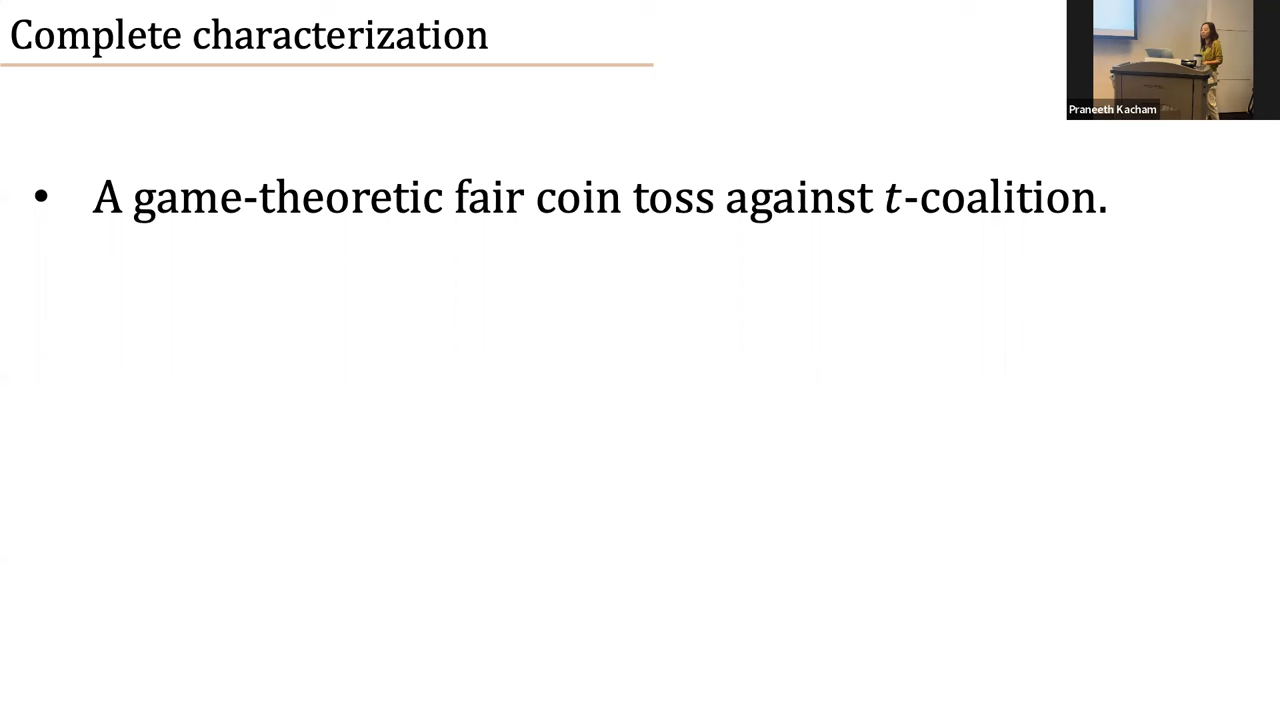 Complete characterization
Praneeth Kacham
• A game-theoretic fair coin toss against t-coalition.